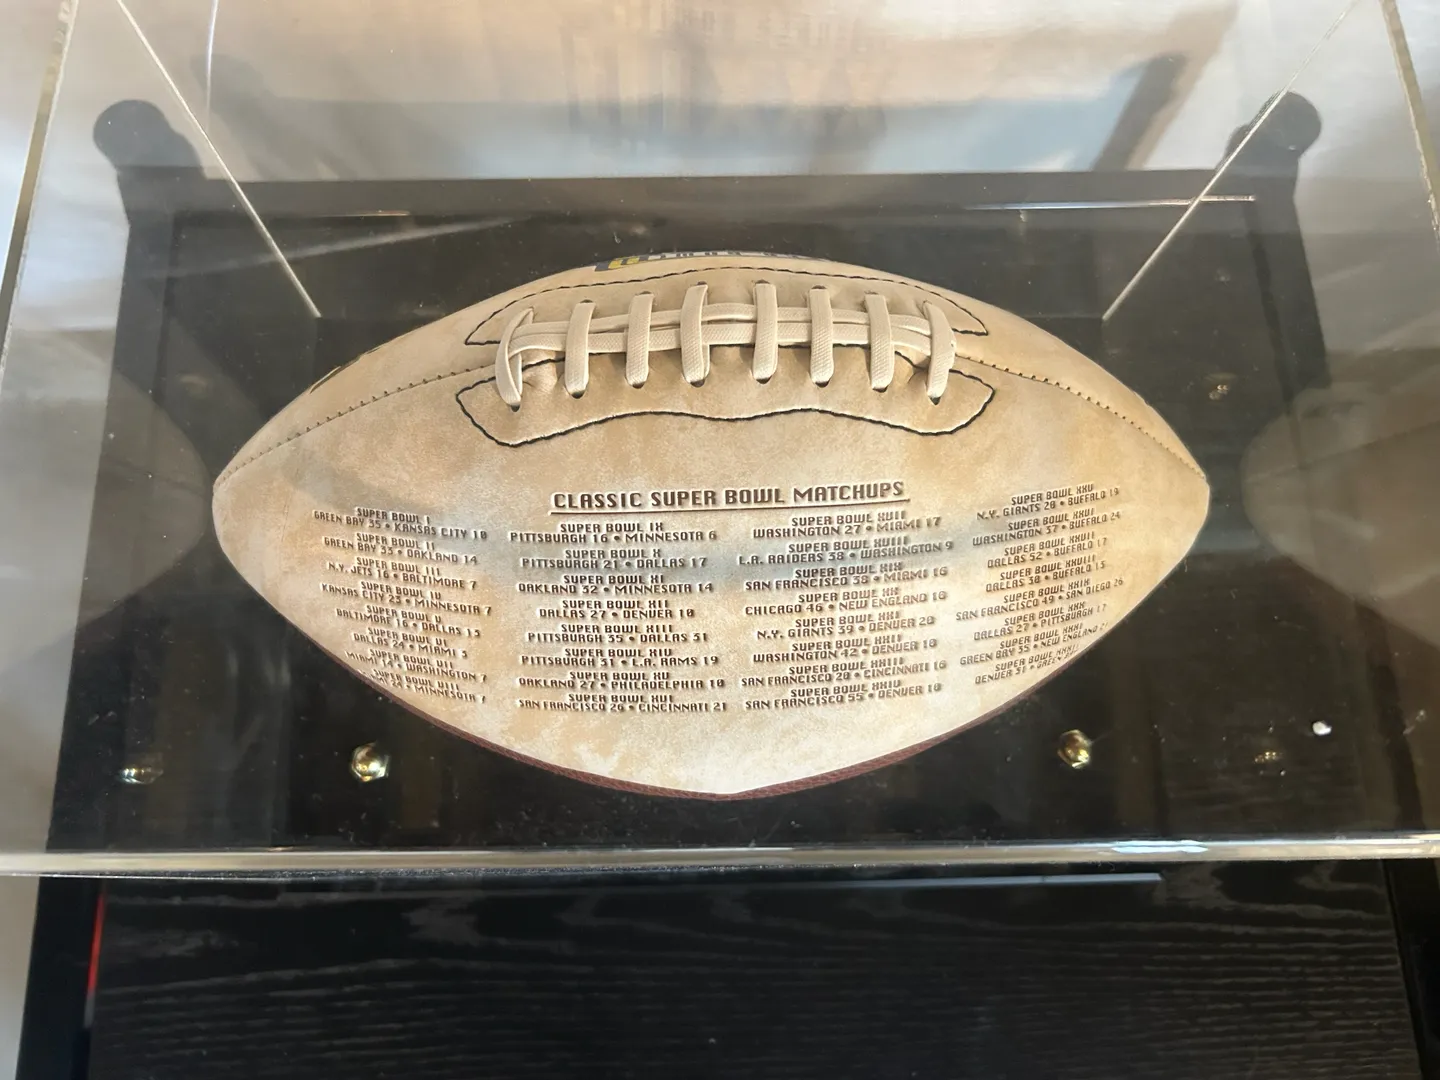 CLASSIC SUPER BOWL MATCHUPS
SUPER BOWL I
GREEN BAY 35 • KANSAS CITY 10
SUPER BOWL II
GREEN BAY 33 • OAKLAND 14
SUPER BOWL III
N.Y. JETS 16 • BALTIMORE 7
SUPER BOWL IV
KANSAS CITY 23 • MINNESOTA 7
SUPER BOWL V
BALTIMORE 16 • DALLAS 13
SUPER BOWL VI
DALLAS 24 • MIAMI 3
SUPER BOWL VII
MIAMI 14 • WASHINGTON 7
SUPER BOWL VIII
24 • MINNESOTA 7
SUPER BOWL IX
PITTSBURGH 16 • MINNESOTA 6
SUPER BOWL X
PITTSBURGH 21 • DALLAS 17
SUPER BOWL XI
OAKLAND 32 • MINNESOTA 14
SUPER BOWL XII
DALLAS 27 • DENVER 10
SUPER BOWL XIII
PITTSBURGH 35 • DALLAS 31
SUPER BOWL XIV
PITTSBURGH 31 • L.A. RAMS 19
SUPER BOWL XV
OAKLAND 27 • PHILADELPHIA 10
SUPER BOWL XVI
SAN FRANCISCO 26 • CINCINNATI 21
SUPER BOWL XVII
WASHINGTON 27 • MIAMI 17
SUPER BOWL XVIII
L.A. RAIDERS 38 • WASHINGTON 9
SUPER BOWL XIX
SAN FRANCISCO 38 • MIAMI 16
SUPER BOWL XX
CHICAGO 46 • NEW ENGLAND 10
SUPER BOWL XXI
N.Y. GIANTS 39 • DENVER 20
SUPER BOWL XXII
WASHINGTON 42 • DENVER 10
SUPER BOWL XXIII
SAN FRANCISCO 20 • CINCINNATI 16
SUPER BOWL XXIV
SAN FRANCISCO 55 • DENVER 10
SUPER BOWL XXV
N.Y. GIANTS 20 • BUFFALO 19
SUPER BOWL XXVI
WASHINGTON 37 • BUFFALO 24
SUPER BOWL XXVII
DALLAS 52 • BUFFALO 17
SUPER BOWL XXVIII
DALLAS 30 • BUFFALO 13
SUPER BOWL XXIX
SAN FRANCISCO 49 • SAN DIEGO 26
SUPER BOWL XXX
DALLAS 27 • PITTSBURGH 17
SUPER BOWL XXXI
GREEN BAY 35 • NEW ENGLAND 21
SUPER BOWL XXXII
DENVER 31 • GREEN